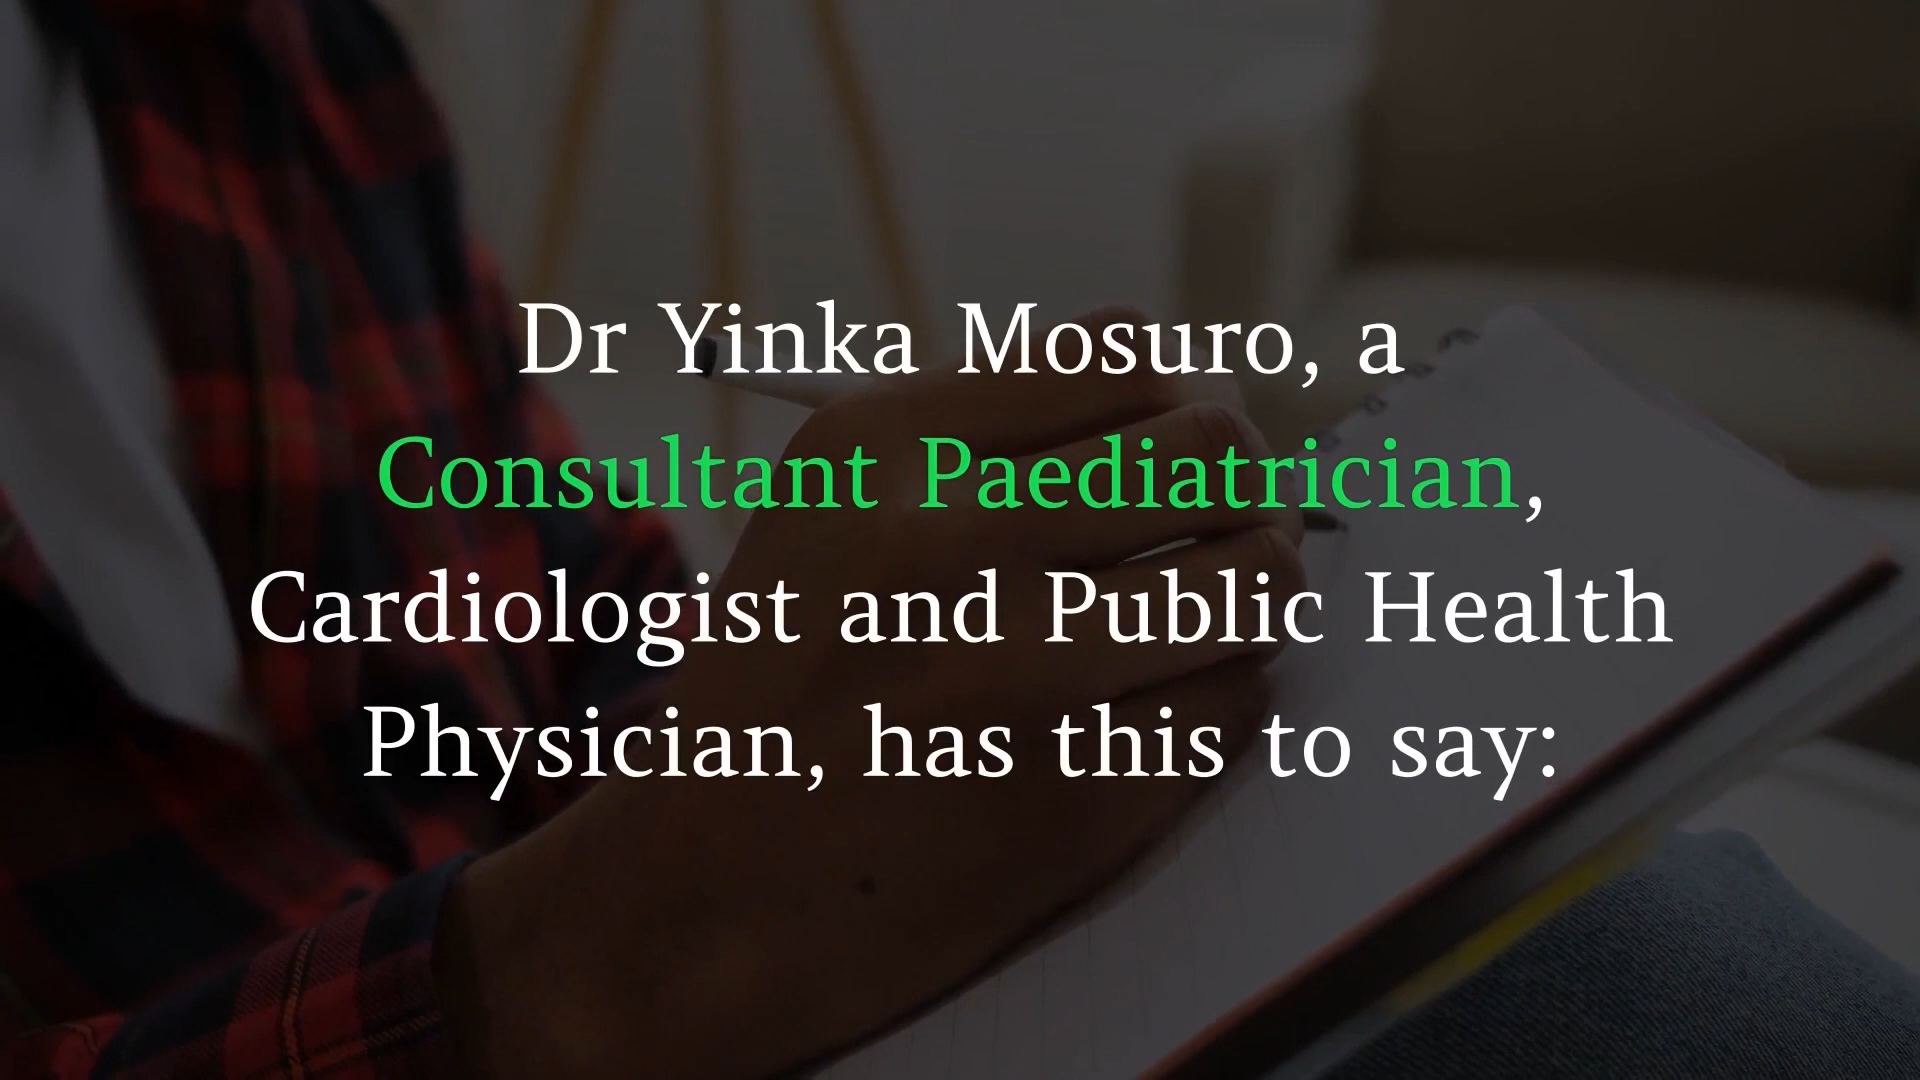 Dr Yinka Mosuro, a
Consultant Paediatrician,
Cardiologist and Public Health
Physician, has this to say: